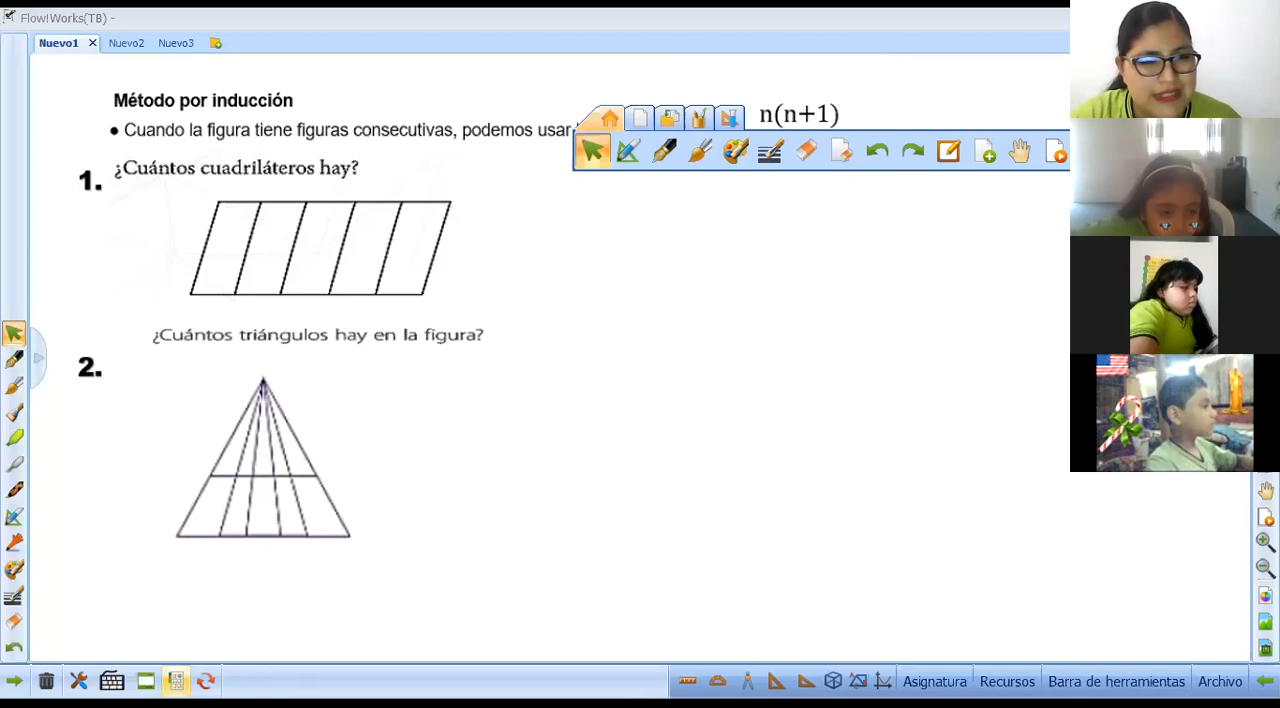 Flow!Works(TB) -
Nuevo1 Nuevo2 Nuevo3
Método por inducción
n(n+1)
• Cuando la figura tiene figuras consecutivas, podemos usar
¿Cuántos cuadriláteros hay?
1.
¿Cuántos triángulos hay en la figura?
2.
Asignatura Recursos Barra de herramientas Archivo